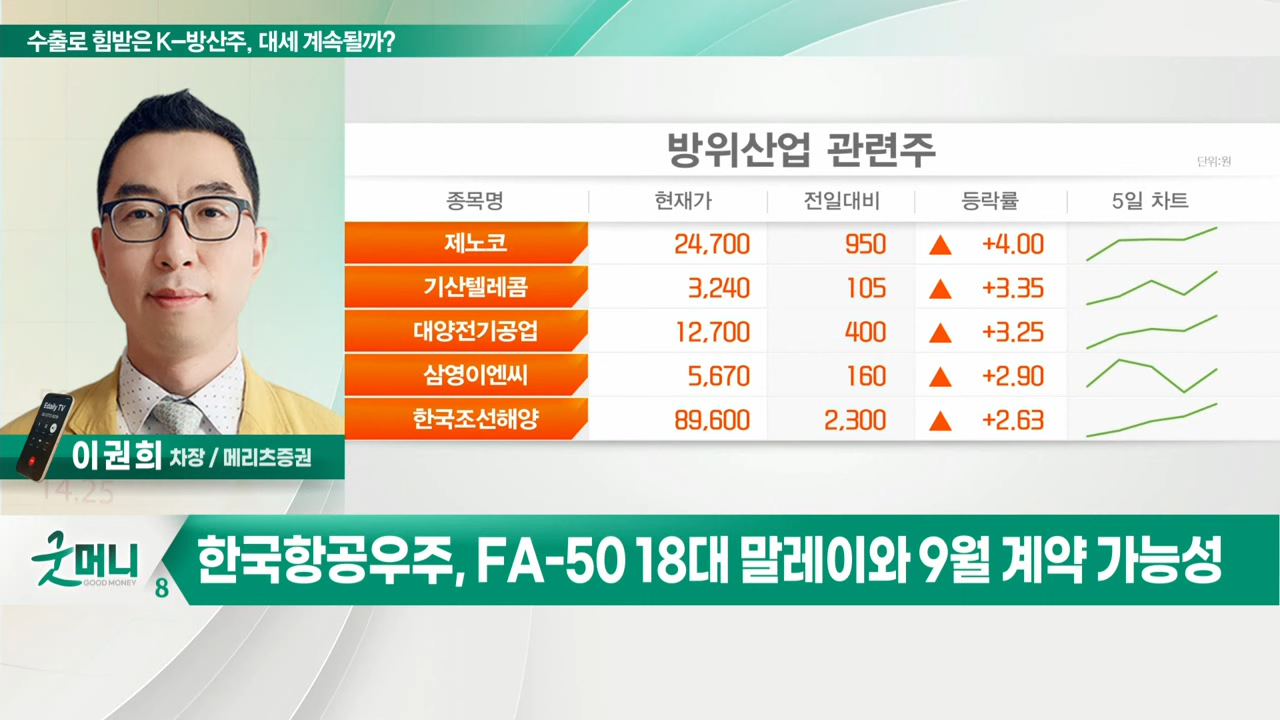 수출로 힘받은 K-방산주, 대세 계속될까?
방위산업 관련주
단위:원
종목명 현재가 전일대비 등락률 5일 차트
제노코 24,700 950 ▲ +4.00
기산텔레콤 3,240 105 ▲ +3.35
대양전기공업 12,700 400 ▲ +3.25
삼영이엔씨 5,670 160 ▲ +2.90
한국조선해양 89,600 2,300 ▲ +2.63
Edaily TV
이권희 차장 / 메리츠증권
14.25
굿머니
GOOD MONEY
8
한국항공우주, FA-50 18대 말레이와 9월 계약 가능성